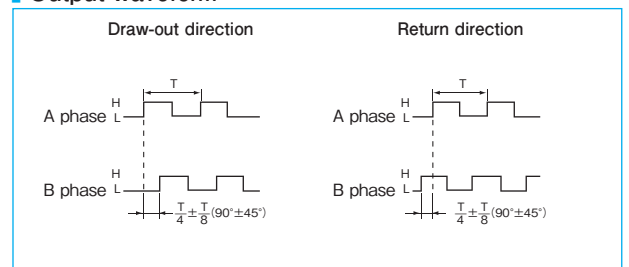 Output waveform
Draw-out direction
T
A phase H L
B phase H L
T/4 ± T/8 (90°±45°)
Return direction
T
A phase H L
B phase H L
T/4 ± T/8 (90°±45°)